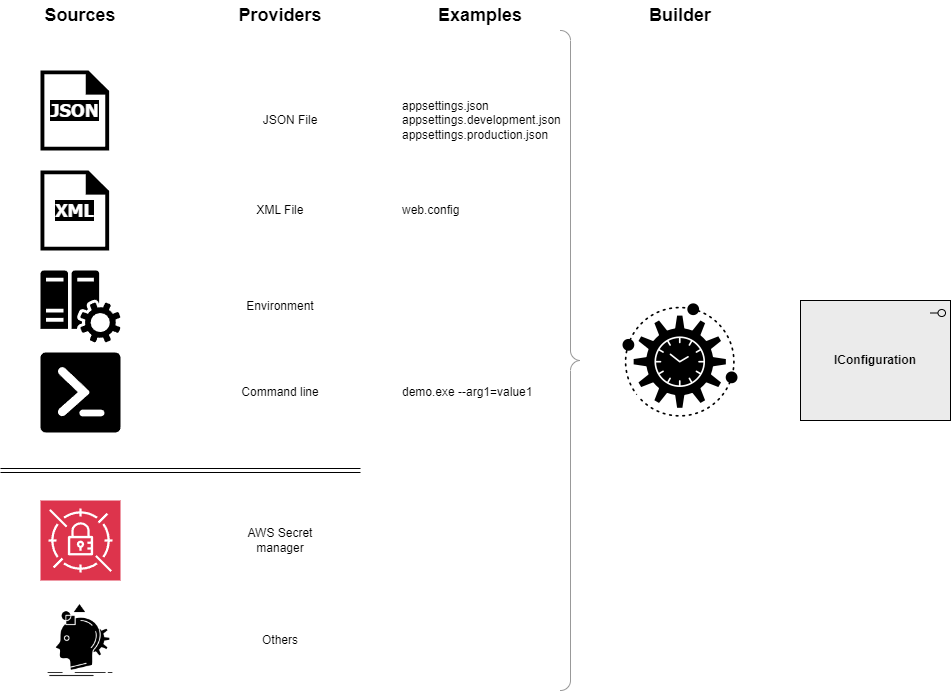 Sources
Providers
Examples
Builder
JSON
JSON File
appsettings.json
appsettings.development.json
appsettings.production.json
XML
XML File
web.config
Environment
IConfiguration
Command line
demo.exe --arg1=value1
AWS Secret
manager
Others